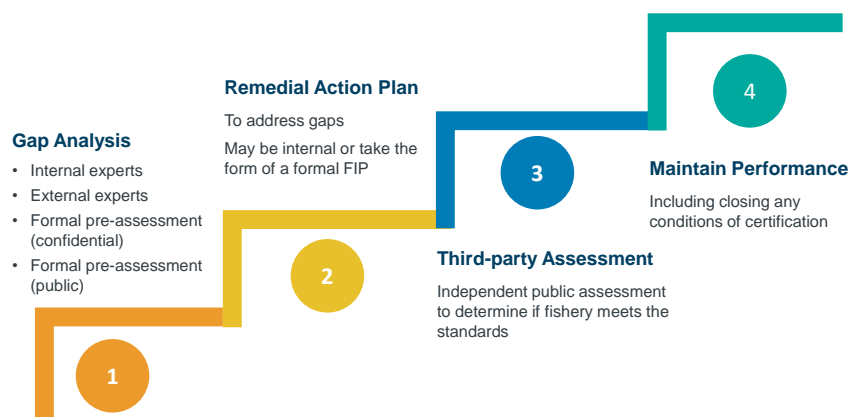 Gap Analysis
• Internal experts
• External experts
• Formal pre-assessment
(confidential)
• Formal pre-assessment
(public)
1
Remedial Action Plan
To address gaps
May be internal or take the
form of a formal FIP
2
3
Third-party Assessment
Independent public assessment
to determine if fishery meets the
standards
4
Maintain Performance
Including closing any
conditions of certification